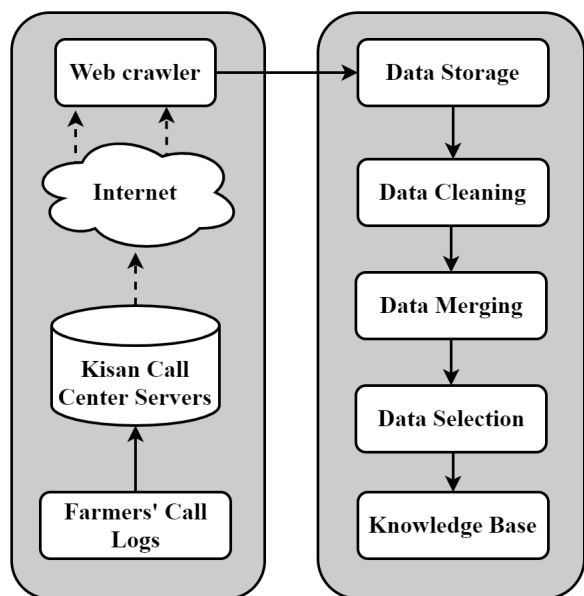 Web crawler
Internet
Kisan Call
Center Servers
Farmers' Call
Logs
Data Storage
Data Cleaning
Data Merging
Data Selection
Knowledge Base